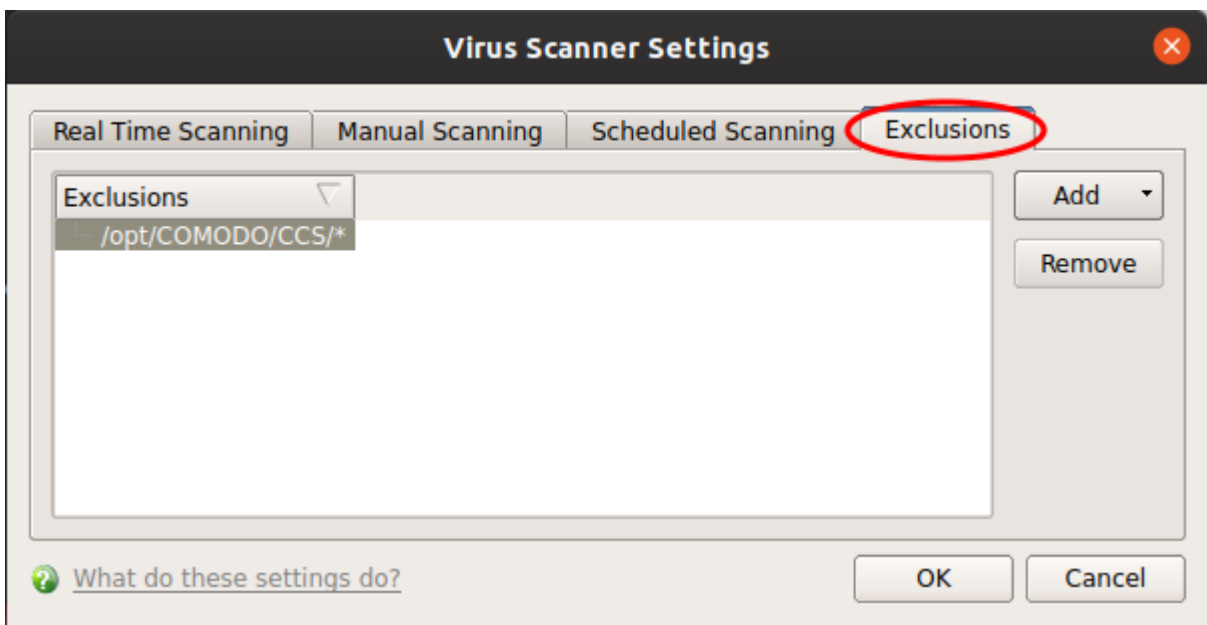 Virus Scanner Settings
Real Time Scanning Manual Scanning Scheduled Scanning Exclusions
Exclusions Add
/opt/COMODO/CCS/*
Remove
What do these settings do? OK Cancel